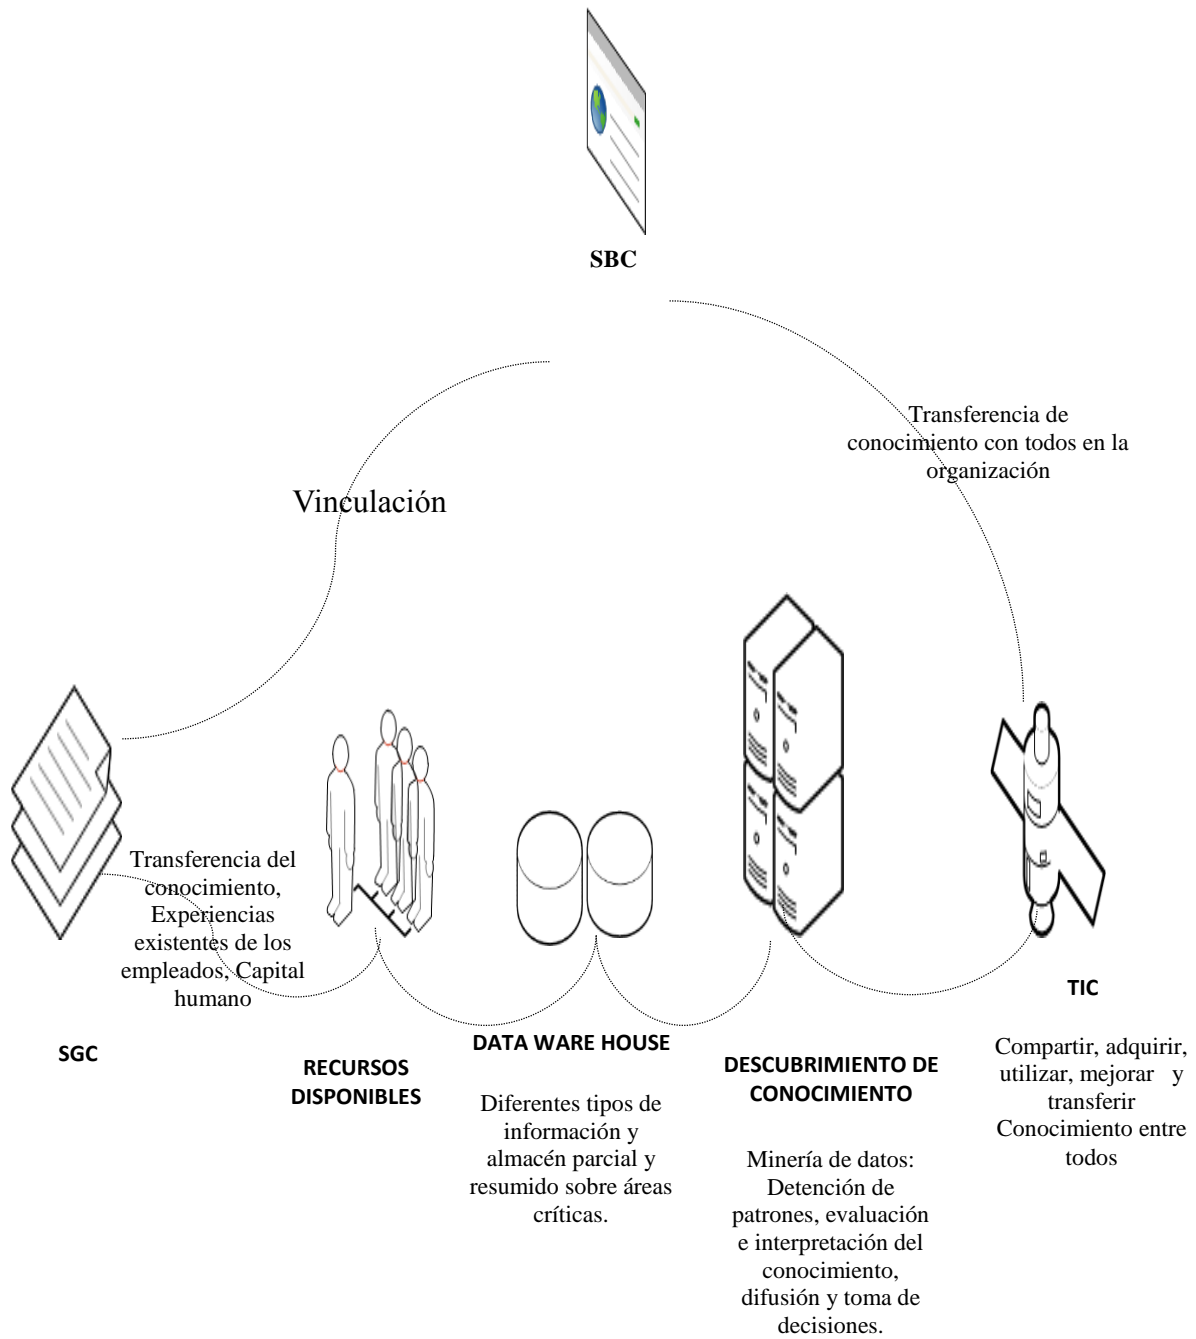 SBC
Transferencia de
conocimiento con todos en la
organización
Vinculación
Transferencia del
conocimiento,
Experiencias
existentes de los
empleados, Capital
humano
SGC
RECURSOS
DISPONIBLES
DATA WARE HOUSE
Diferentes tipos de
información y
almacén parcial y
resumido sobre áreas
críticas.
DESCUBRIMIENTO DE
CONOCIMIENTO
Minería de datos:
Detención de
patrones, evaluación
e interpretación del
conocimiento,
difusión y toma de
decisiones.
TIC
Compartir, adquirir,
utilizar, mejorar y
transferir
Conocimiento entre
todos